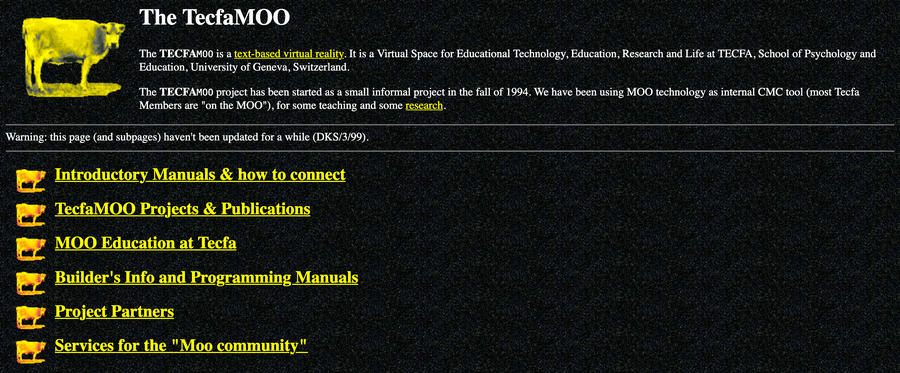 The TecfaMOO
The TECFAMOO is a text-based virtual reality. It is a Virtual Space for Educational Technology, Education, Research and Life at TECFA, School of Psychology and
Education, University of Geneva, Switzerland.
The TECFAMOO project has been started as a small informal project in the fall of 1994. We have been using MOO technology as internal CMC tool (most Tecfa
Members are "on the MOO"), for some teaching and some research.
Warning: this page (and subpages) haven't been updated for a while (DKS/3/99).
Introductory Manuals & how to connect
TecfaMOO Projects & Publications
MOO Education at Tecfa
Builder's Info and Programming Manuals
Project Partners
Services for the "Moo community"